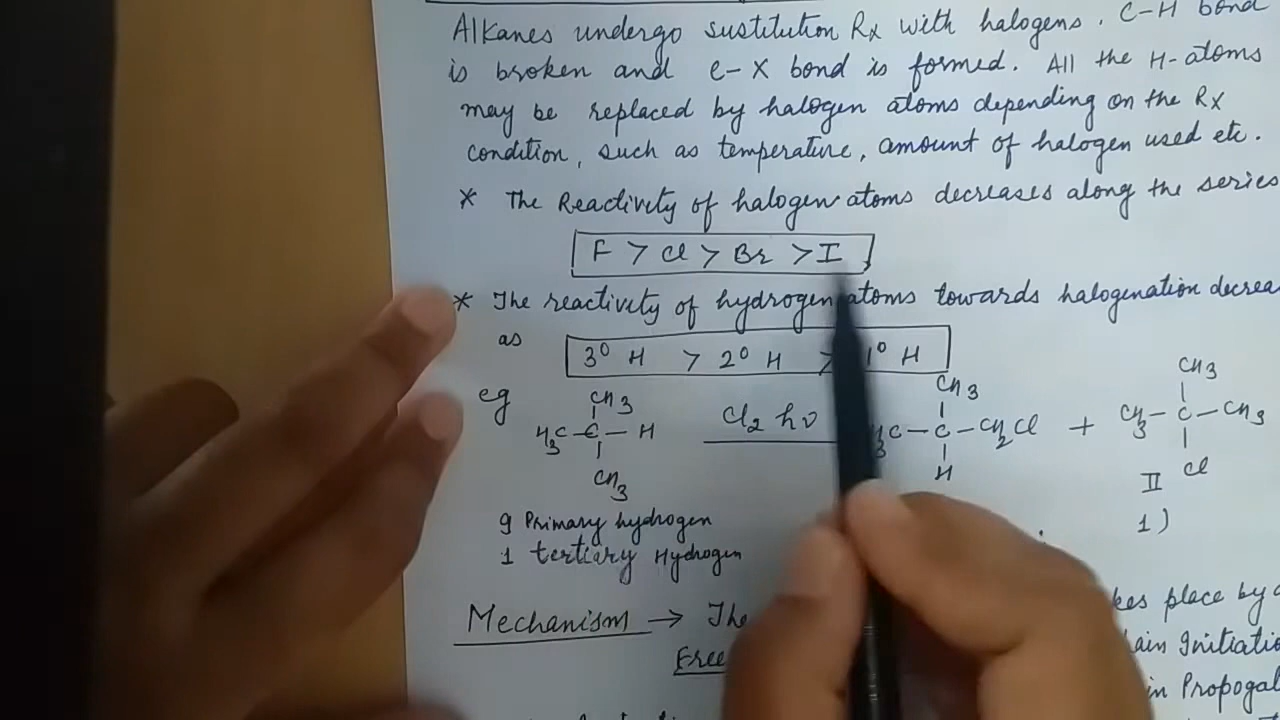 Alkanes undergo sustitution Rx with halogens. C-H bond
is broken and e-X bond is formed. All the H-atoms
may be replaced by halogen atoms depending on the Rx
condition, such as temperature, amount of halogen used etc.
* The Reactivity of halogen atoms decreases along the series
F > Cl > Br > I
* The reactivity of hydrogen atoms towards halogenation decrea
as
3° H > 2° H > 1° H
eg
CH3 CH3 CH3
H3C-C-H Cl2 hν 3C-C-CH2Cl + CH3-C-CH3
CH3 H Cl
II
9 Primary hydrogen 1)
1 tertiary Hydrogen
Mechanism → The kes place by a
Free ain Initiatio
in Propogal